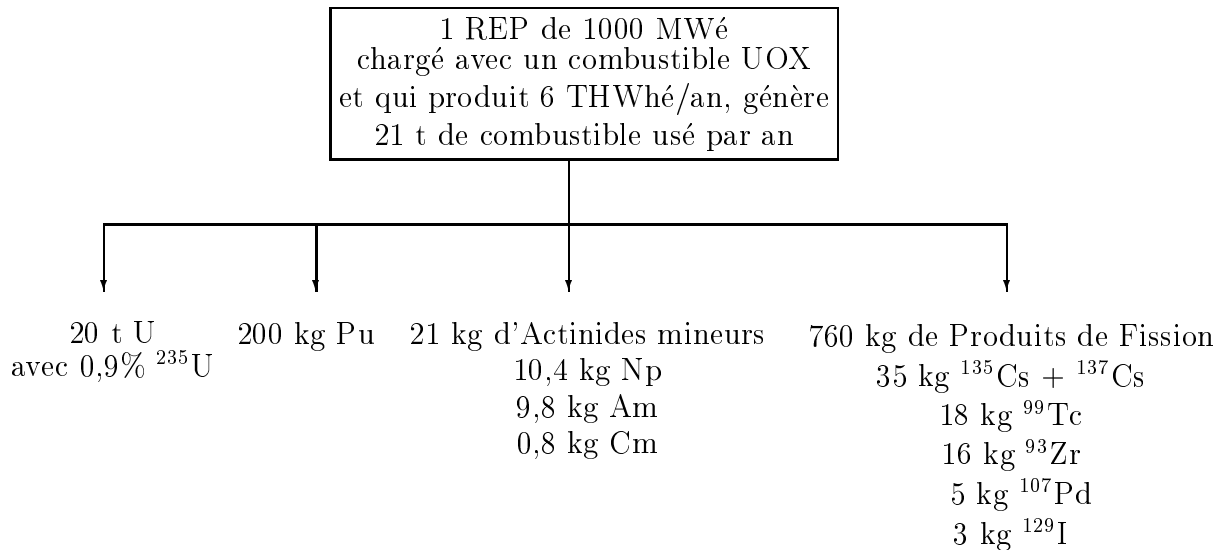 1 REP de 1000 MWé
chargé avec un combustible UOX
et qui produit 6 THWhé/an, génère
21 t de combustible usé par an
20 t U
avec 0,9% ²³⁵U
200 kg Pu
21 kg d'Actinides mineurs
10,4 kg Np
9,8 kg Am
0,8 kg Cm
760 kg de Produits de Fission
35 kg ¹³⁵Cs + ¹³⁷Cs
18 kg ⁹⁹Tc
16 kg ⁹³Zr
5 kg ¹⁰⁷Pd
3 kg ¹²⁹I